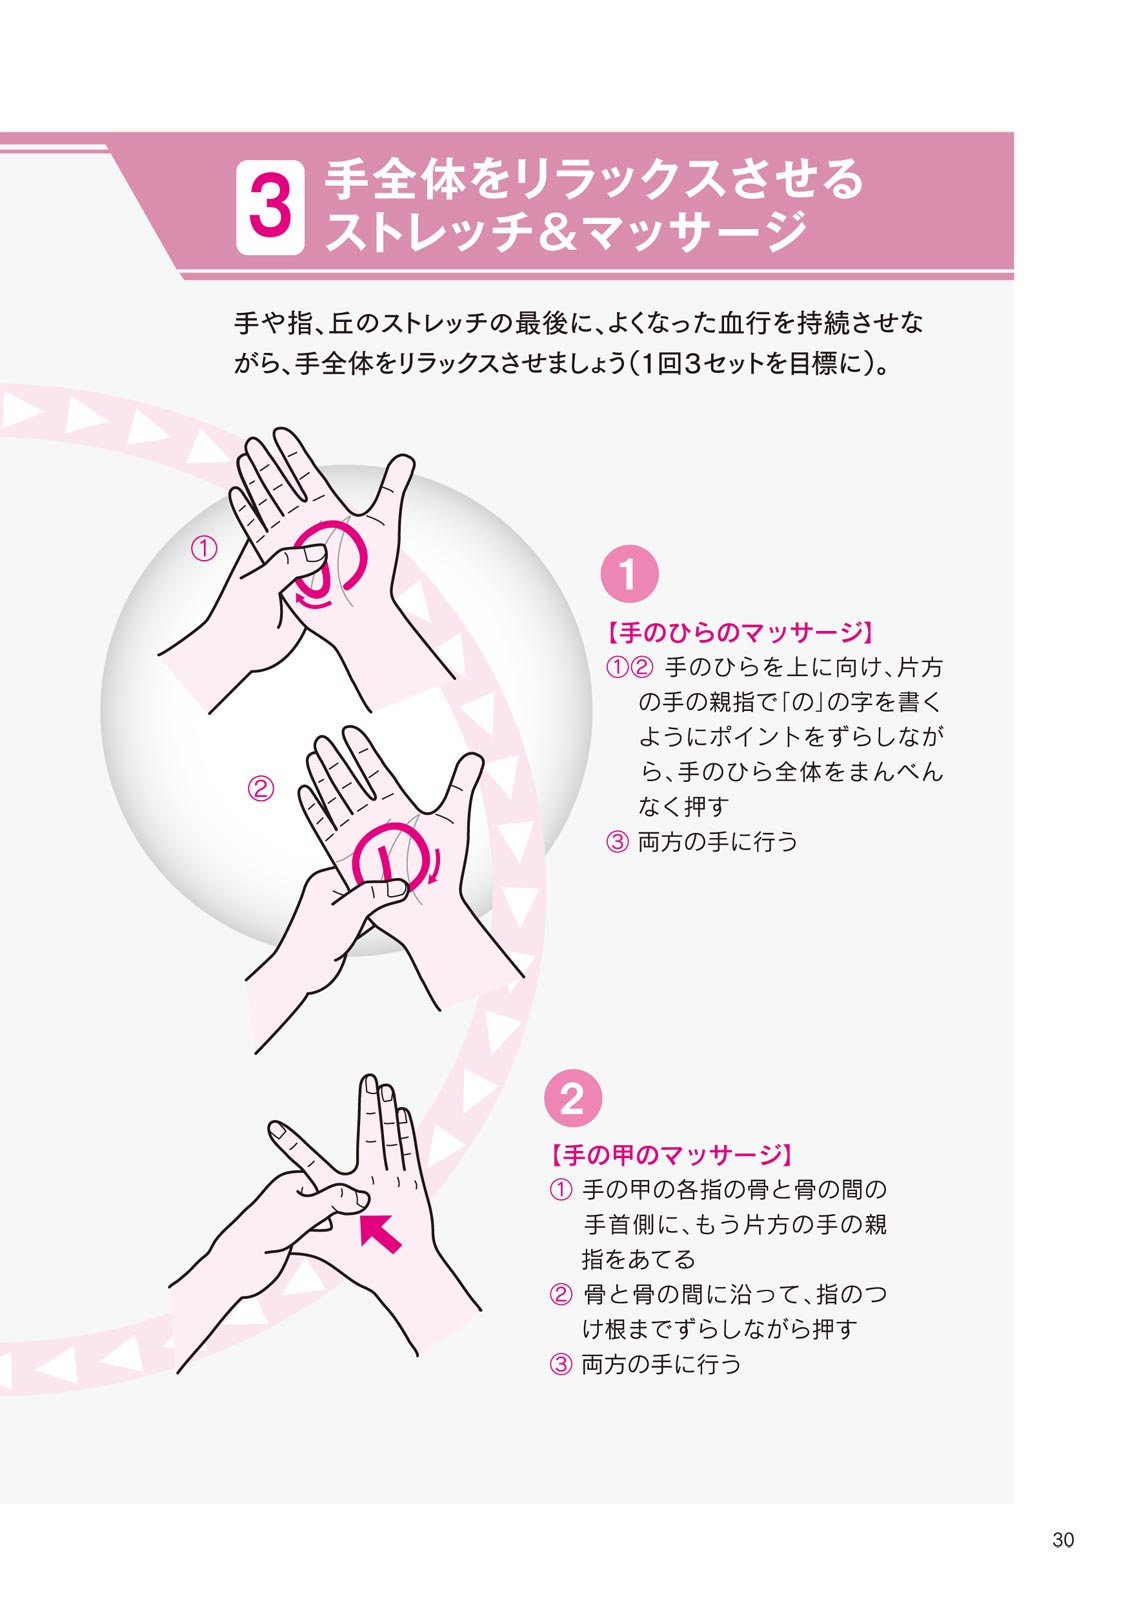 3
手全体をリラックスさせる
ストレッチ&マッサージ
手や指、丘のストレッチの最後に、よくなった血行を持続させな
がら、手全体をリラックスさせましょう(1回3セットを目標に)。
①
②
1
【手のひらのマッサージ】
①② 手のひらを上に向け、片方
の手の親指で「の」の字を書く
ようにポイントをずらしなが
ら、手のひら全体をまんべん
なく押す
③ 両方の手に行う
2
【手の甲のマッサージ】
① 手の甲の各指の骨と骨の間の
手首側に、もう片方の手の親
指をあてる
② 骨と骨の間に沿って、指のつ
け根までずらしながら押す
③ 両方の手に行う
30